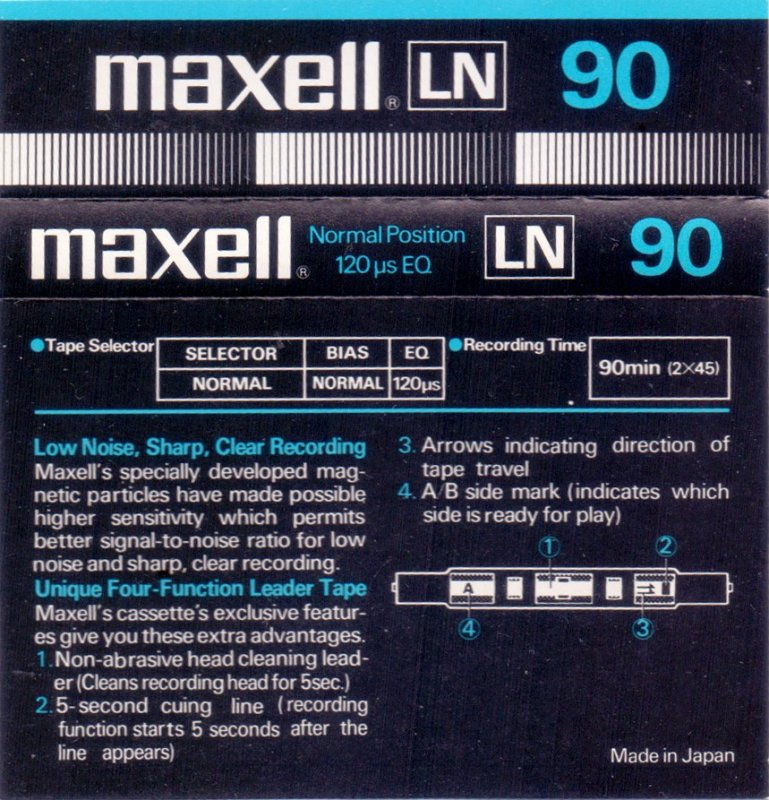 maxell® LN 90
maxell® Normal Position LN 90
120 µs EQ
●Tape Selector SELECTOR BIAS EQ ●Recording Time 90min (2×45)
NORMAL NORMAL 120µs
Low Noise, Sharp, Clear Recording
Maxell's specially developed mag-
netic particles have made possible
higher sensitivity which permits
better signal-to-noise ratio for low
noise and sharp, clear recording.
Unique Four-Function Leader Tape
Maxell's cassette's exclusive featur-
es give you these extra advantages.
1. Non-abrasive head cleaning lead-
er (Cleans recording head for 5sec.)
2. 5-second cuing line (recording
function starts 5 seconds after the
line appears)
3. Arrows indicating direction of
tape travel
4. A/B side mark (indicates which
side is ready for play)
① ②
A
④ ③
Made in Japan